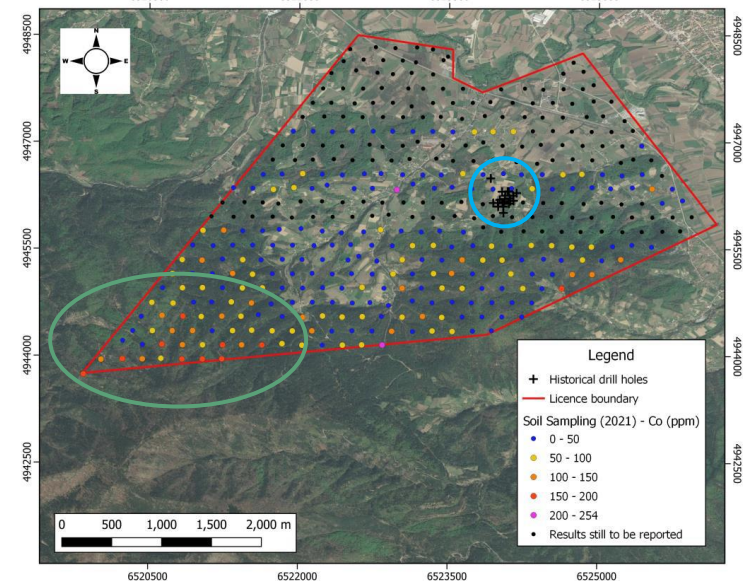 N
W E
S
4948500
4947000
4945500
4944000
4942500
4948500
4947000
4945500
4944000
4942500
Legend
Historical drill holes
Licence boundary
Soil Sampling (2021) - Co (ppm)
0 - 50
50 - 100
100 - 150
150 - 200
200 - 254
Results still to be reported
0 500 1,000 1,500 2,000 m
6520500 6522000 6523500 6525000